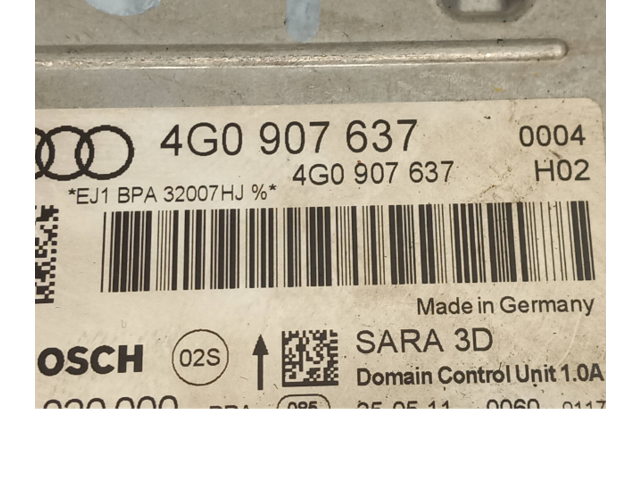 4G0 907 637 0004
4G0 907 637 H02
*EJ1 BPA 32007HJ %*
Made in Germany
BOSCH 02S SARA 3D
Domain Control Unit 1.0A